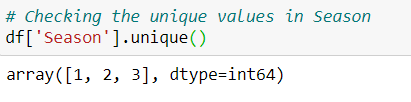 # Checking the unique values in Season
df['Season'].unique()
array([1, 2, 3], dtype=int64)